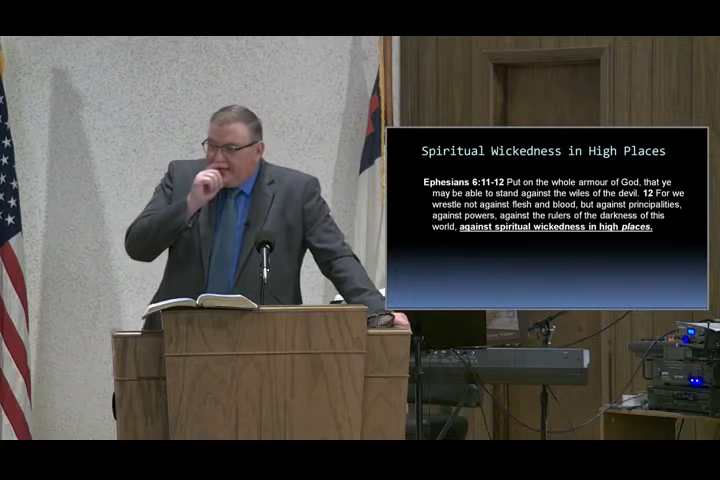 Spiritual Wickedness in High Places
Ephesians 6:11-12 Put on the whole armour of God, that ye
may be able to stand against the wiles of the devil. 12 For we
wrestle not against flesh and blood, but against principalities,
against powers, against the rulers of the darkness of this
world, against spiritual wickedness in high places.